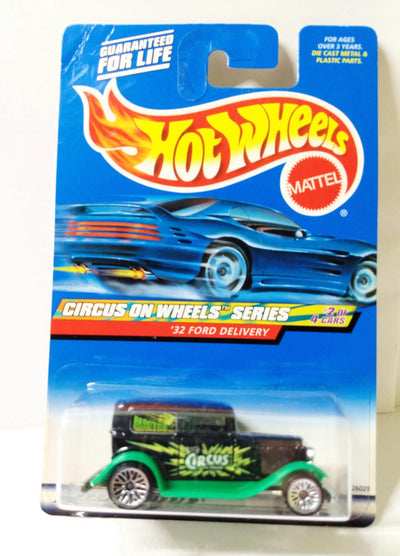 GUARANTEED
FOR LIFE
FOR AGES
OVER 3 YEARS.
DIE CAST METAL &
PLASTIC PARTS.
HOT WHEELS
MATTEL
®
CIRCUS ON WHEELS™ SERIES
2 OF
4 CARS
'32 FORD DELIVERY
CIRCUS
26025